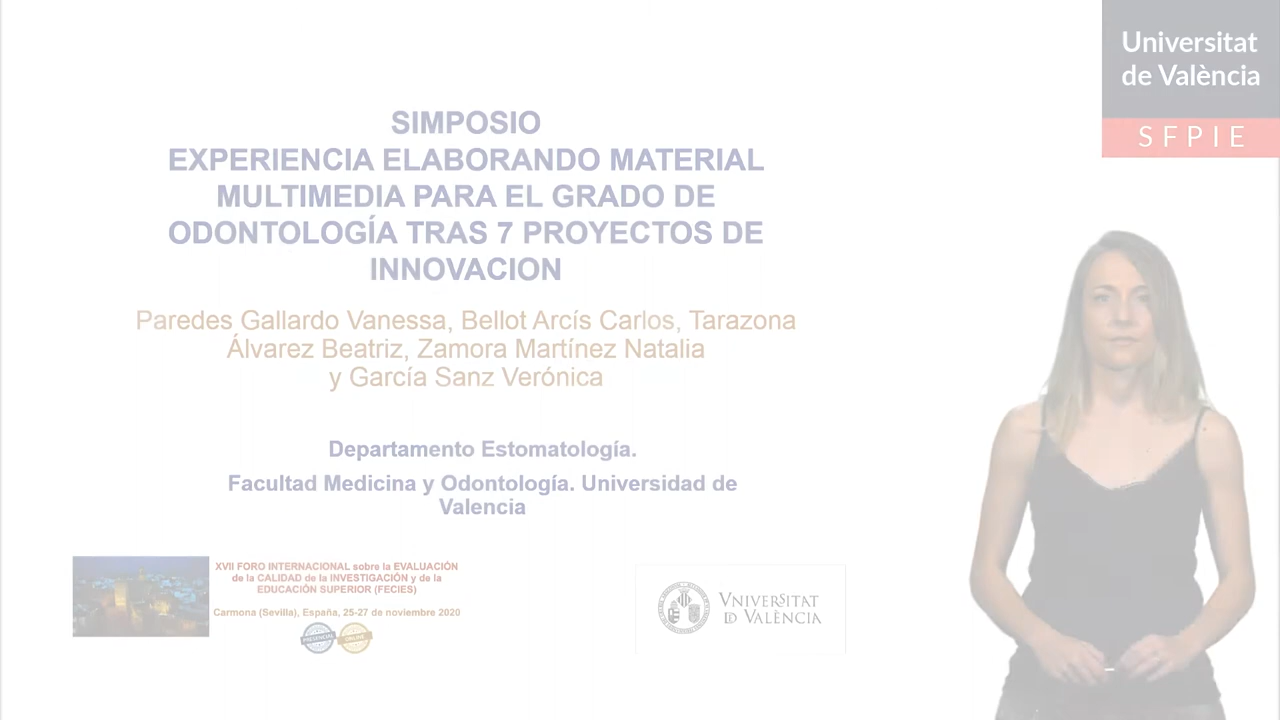 Universitat
de València
SFPIE
SIMPOSIO
EXPERIENCIA ELABORANDO MATERIAL
MULTIMEDIA PARA EL GRADO DE
ODONTOLOGÍA TRAS 7 PROYECTOS DE
INNOVACION
Paredes Gallardo Vanessa, Bellot Arcís Carlos, Tarazona
Álvarez Beatriz, Zamora Martínez Natalia
y García Sanz Verónica
Departamento Estomatología.
Facultad Medicina y Odontología. Universidad de
Valencia
XVII FORO INTERNACIONAL sobre la EVALUACIÓN
de la CALIDAD de la INVESTIGACIÓN y de la
EDUCACIÓN SUPERIOR (FECIES)
Carmona (Sevilla), España, 25-27 de noviembre 2020
PRESENCIAL
ONLINE
VNIVERSITAT
DE VALÈNCIA